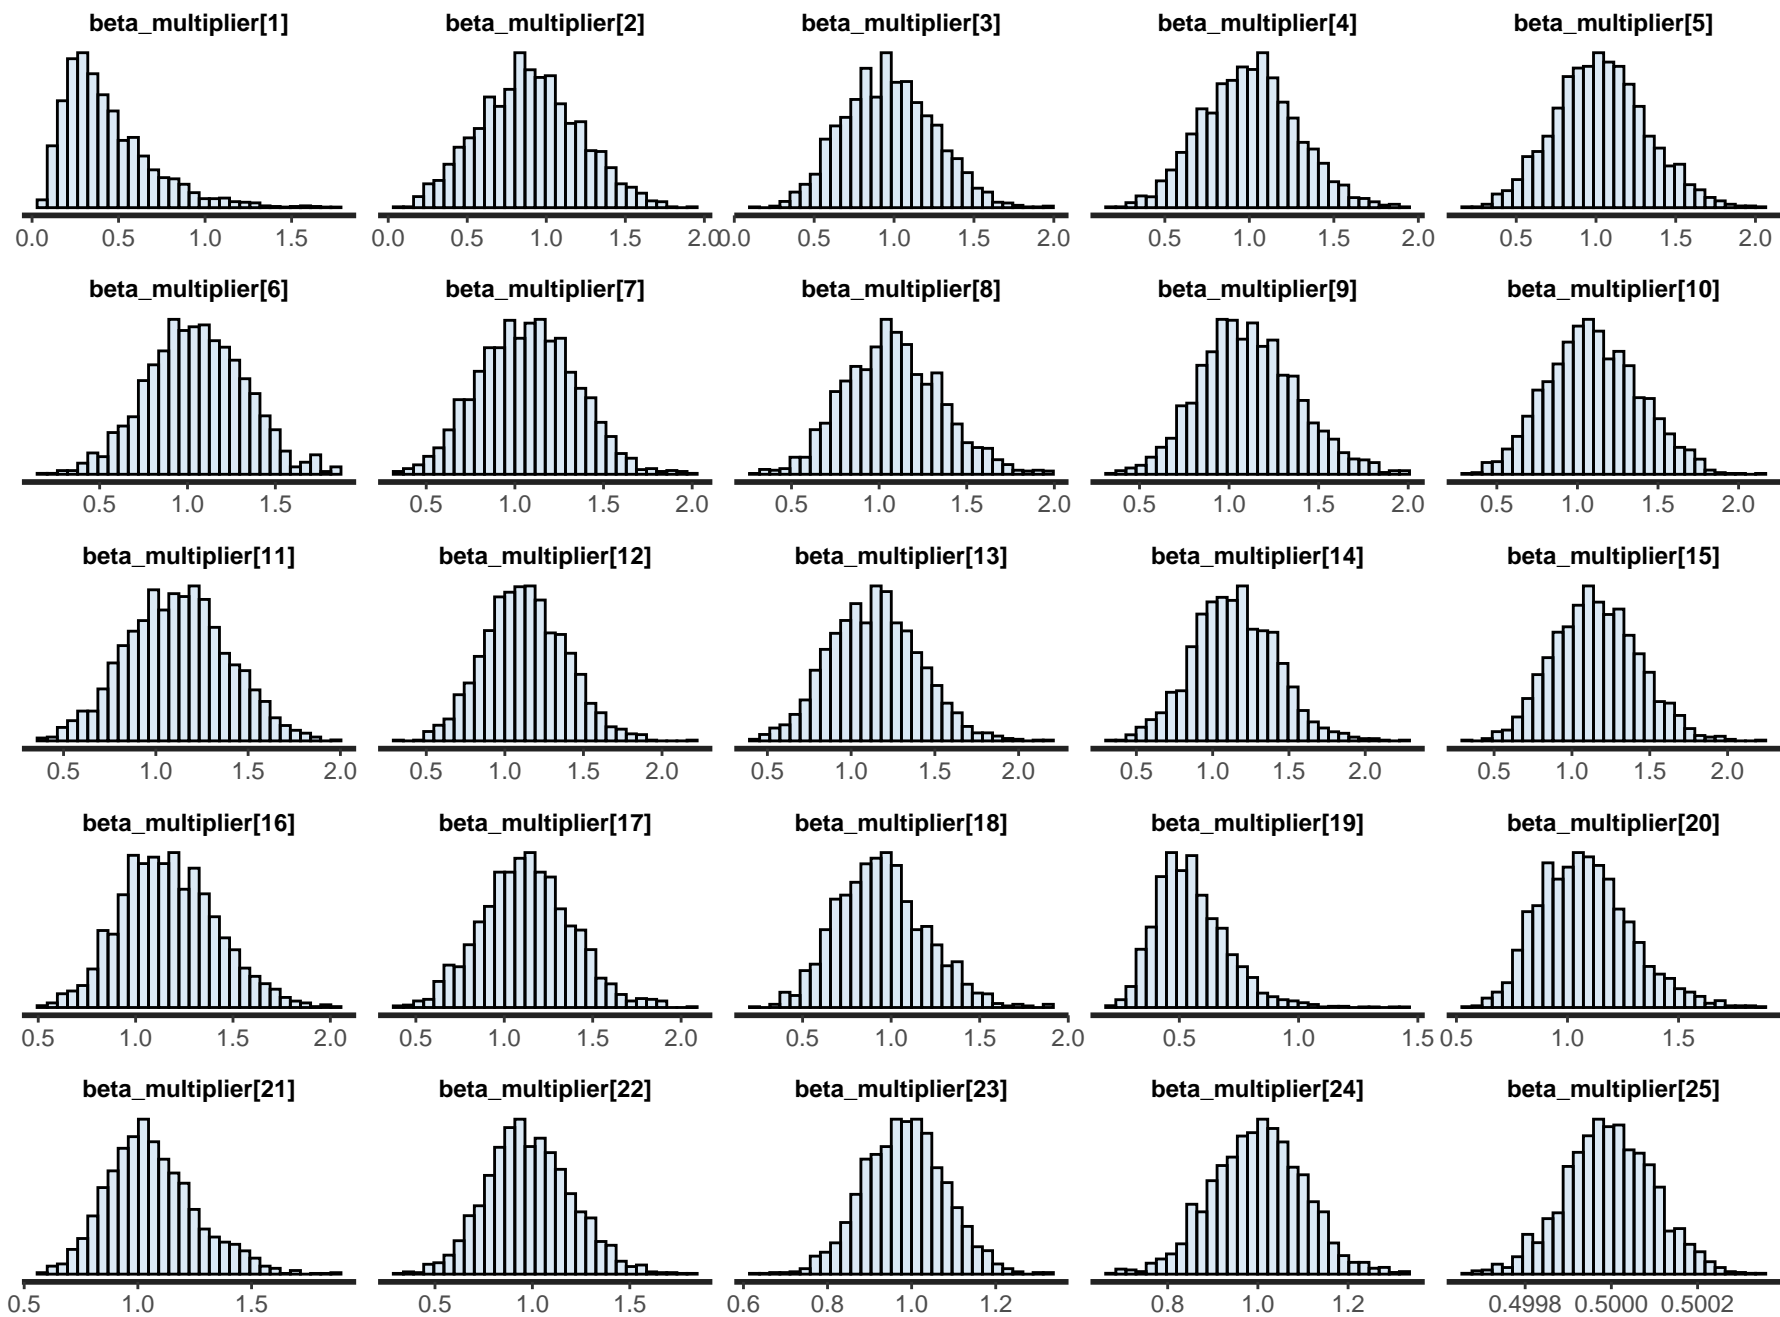 beta_multiplier[1] beta_multiplier[2] beta_multiplier[3] beta_multiplier[4] beta_multiplier[5]
0.0 0.5 1.0 1.5 0.0 0.5 1.0 1.5 2.0 0.0 0.5 1.0 1.5 2.0 0.5 1.0 1.5 2.0 0.5 1.0 1.5 2.0
beta_multiplier[6] beta_multiplier[7] beta_multiplier[8] beta_multiplier[9] beta_multiplier[10]
0.5 1.0 1.5 0.5 1.0 1.5 2.0 0.5 1.0 1.5 2.0 0.5 1.0 1.5 2.0 0.5 1.0 1.5 2.0
beta_multiplier[11] beta_multiplier[12] beta_multiplier[13] beta_multiplier[14] beta_multiplier[15]
0.5 1.0 1.5 2.0 0.5 1.0 1.5 2.0 0.5 1.0 1.5 2.0 0.5 1.0 1.5 2.0 0.5 1.0 1.5 2.0
beta_multiplier[16] beta_multiplier[17] beta_multiplier[18] beta_multiplier[19] beta_multiplier[20]
0.5 1.0 1.5 2.0 0.5 1.0 1.5 2.0 0.5 1.0 1.5 2.0 0.5 1.0 1.5 0.5 1.0 1.5
beta_multiplier[21] beta_multiplier[22] beta_multiplier[23] beta_multiplier[24] beta_multiplier[25]
0.5 1.0 1.5 0.5 1.0 1.5 0.6 0.8 1.0 1.2 0.8 1.0 1.2 0.4998 0.5000 0.5002